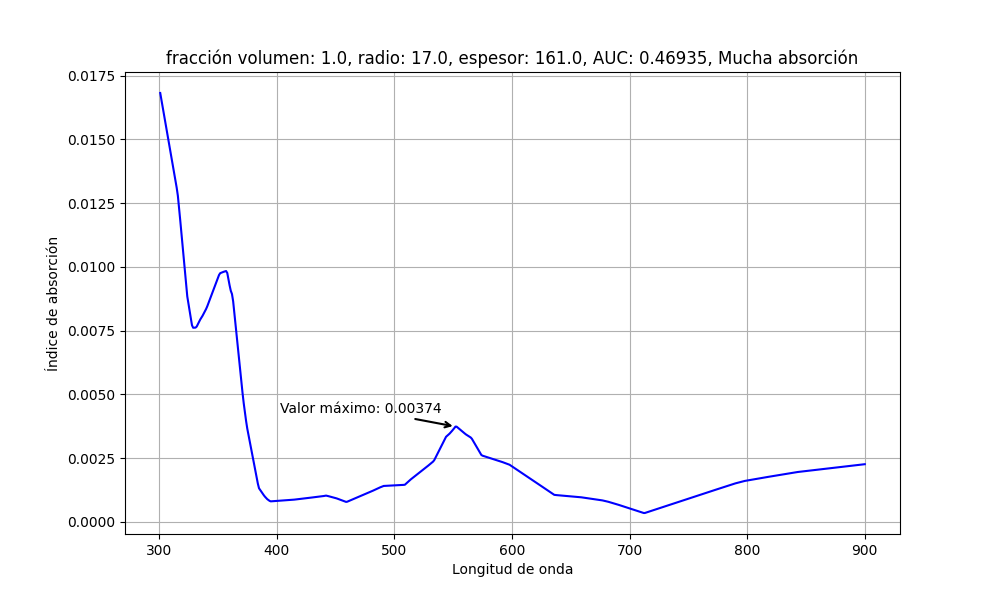 fracción volumen: 1.0, radio: 17.0, espesor: 161.0, AUC: 0.46935, Mucha absorción
0.0175
0.0150
0.0125
0.0100
0.0075
0.0050
0.0025
0.0000
Índice de absorción
Valor máximo: 0.00374
300 400 500 600 700 800 900
Longitud de onda